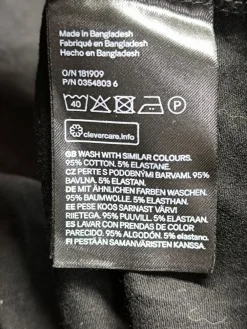 Made in Bangladesh
Fabriqué en Bangladesh
Hecho en Bangladesh
O/N 181909
P/N 0354803 6
40
P
clevercare.info
GB WASH WITH SIMILAR COLOURS.
95% COTTON. 5% ELASTANE.
CZ PERTE S PODOBNÝMI BARVAMI. 95%
BAVLNA. 5% ELASTAN.
DE MIT ÄHNLICHEN FARBEN WASCHEN.
95% BAUMWOLLE. 5% ELASTHAN.
EE PESE KOOS SARNAST VÄRVI
RIIETEGA. 95% PUUVILL. 5% ELASTAAN.
ES LAVAR CON PRENDAS DE COLOR
PARECIDO. 95% ALGODÓN. 5% elastano.
FI PESTÄÄN SAMANVÄRISTEN KANSSA.